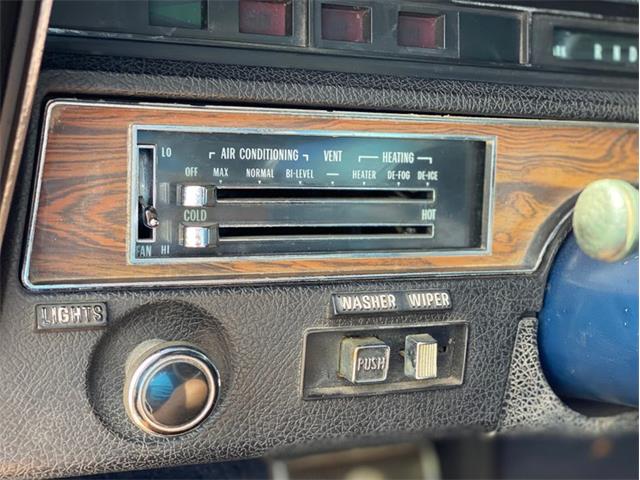 LO AIR CONDITIONING VENT HEATING
OFF MAX NORMAL BI-LEVEL HEATER DE-FOG DE-ICE
COLD HOT
FAN HI
LIGHTS
WASHER WIPER
PUSH